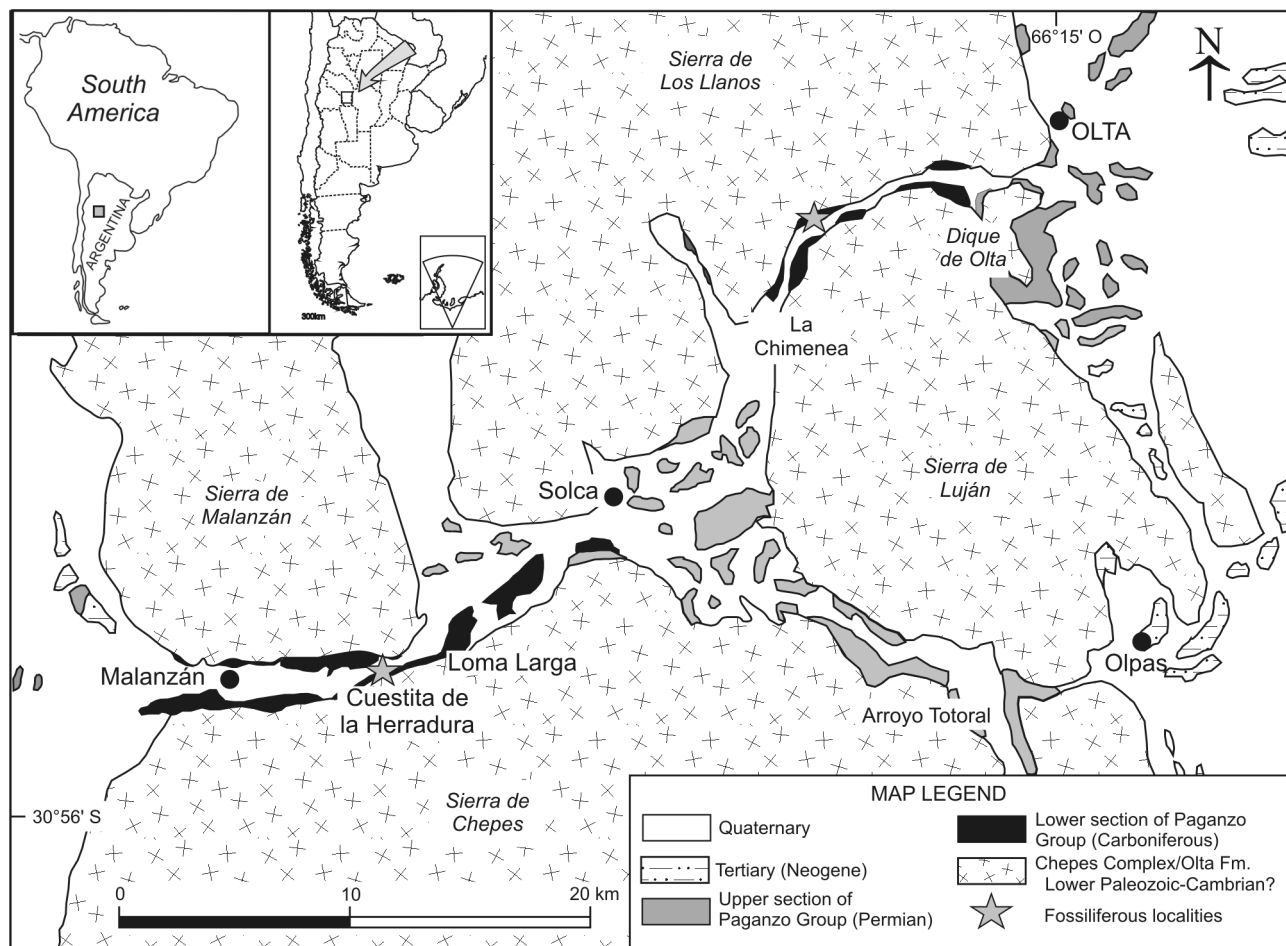 South
America
ARGENTINA
300km
Sierra de
Los Llanos
66°15' O
N
OLTA
Dique
de Olta
La
Chimenea
Sierra de
Luján
Solca
Sierra de
Malanzán
Malanzán
Loma Larga
Cuestita de
la Herradura
Olpas
Arroyo Totoral
Sierra de
Chepes
30°56' S
0
10
20 km
MAP LEGEND
Quaternary
Tertiary (Neogene)
Upper section of
Paganzo Group (Permian)
Lower section of Paganzo
Group (Carboniferous)
Chepes Complex/Olta Fm.
Lower Paleozoic-Cambrian?
Fossiliferous localities